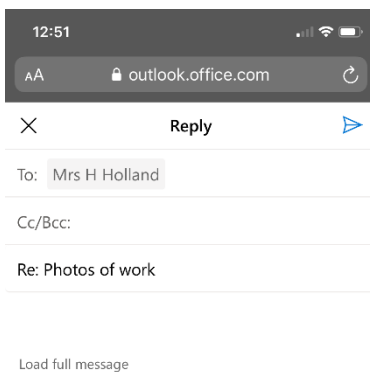 12:51
AA outlook.office.com
Reply
To: Mrs H Holland
Cc/Bcc:
Re: Photos of work
Load full message